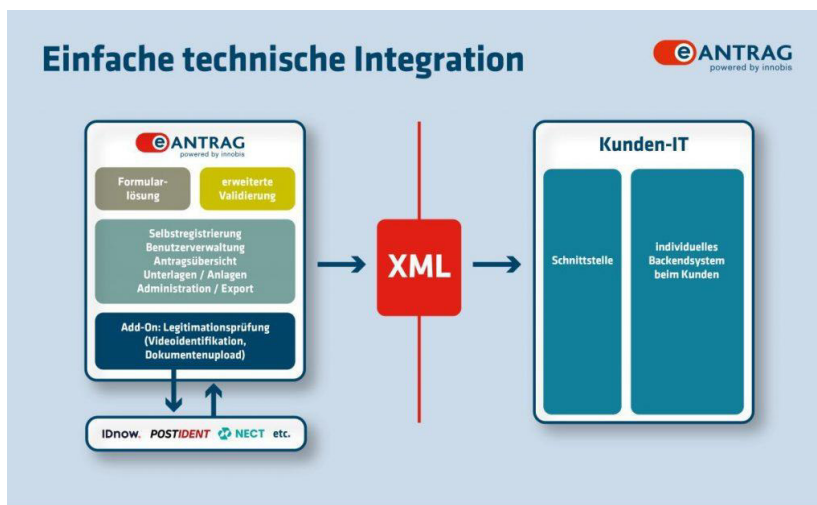 Einfache technische Integration
eANTRAG
powered by innobis
eANTRAG
powered by innobis
Formular-
lösung
erweiterte
Validierung
Selbstregistrierung
Benutzerverwaltung
Antragsübersicht
Unterlagen / Anlagen
Administration / Export
Add-On: Legitimationsprüfung
(Videoidentifikation,
Dokumentenupload)
IDnow. POSTIDENT NECT etc.
XML
Kunden-IT
Schnittstelle
individuelles
Backendsystem
beim Kunden